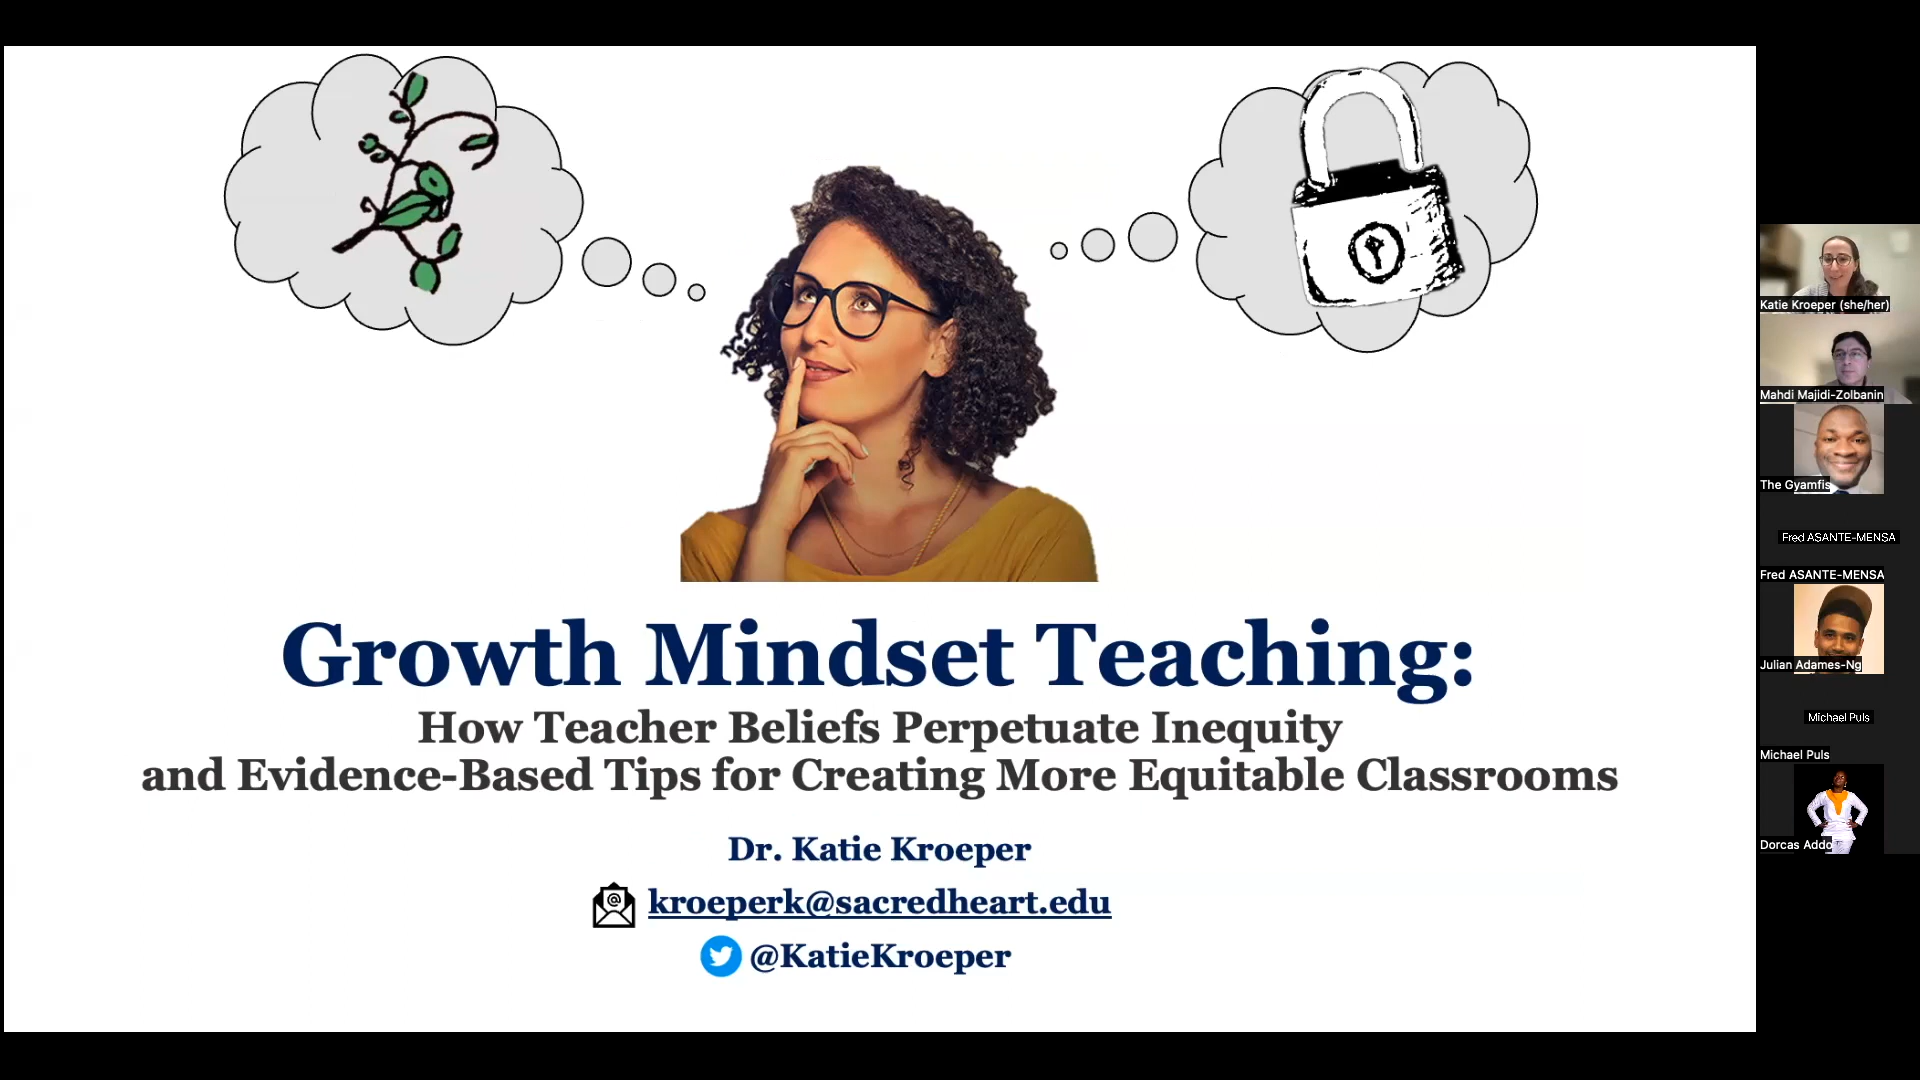 Growth Mindset Teaching:
How Teacher Beliefs Perpetuate Inequity
and Evidence-Based Tips for Creating More Equitable Classrooms
Dr. Katie Kroeper
@
kroeperk@sacredheart.edu
@KatieKroeper
Katie Kroeper (she/her)
Mahdi Majidi-Zolbanin
The Gyamfis
Fred ASANTE-MENSA
Fred ASANTE-MENSA
Julian Adames-Ng
Michael Puls
Michael Puls
Dorcas Addo